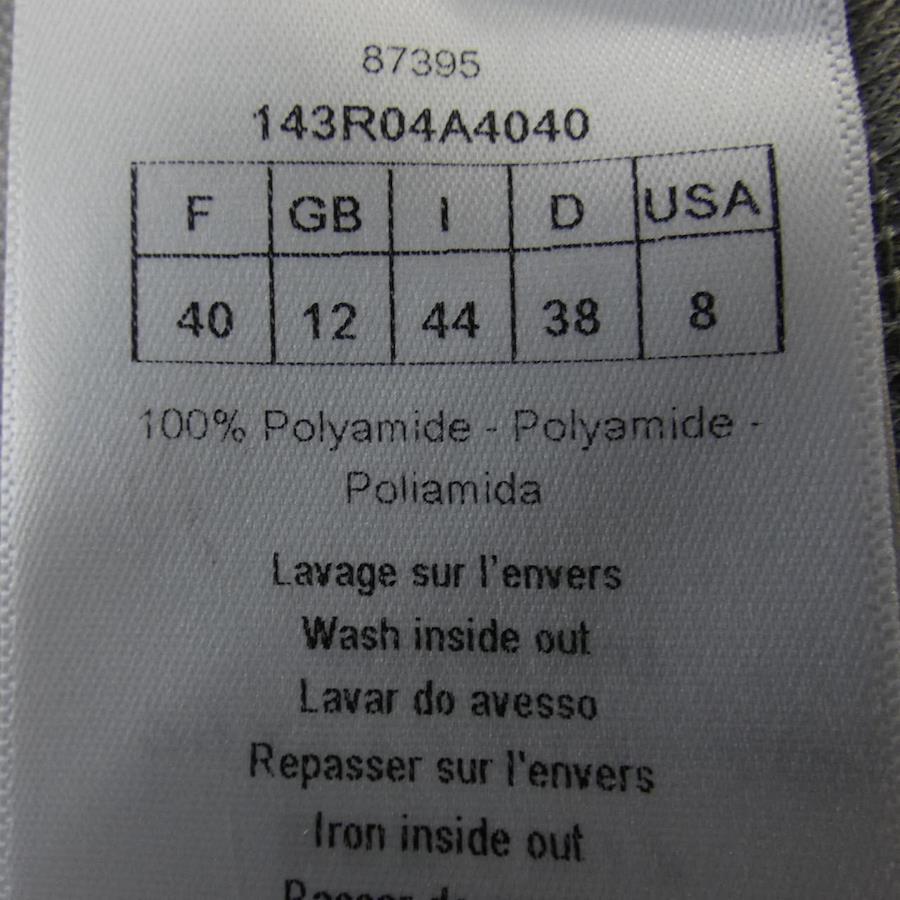 87395
143R04A4040
F GB I D USA
40 12 44 38 8
100% Polyamide - Polyamide -
Poliamida
Lavage sur l'envers
Wash inside out
Lavar do avesso
Repasser sur l'envers
Iron inside out